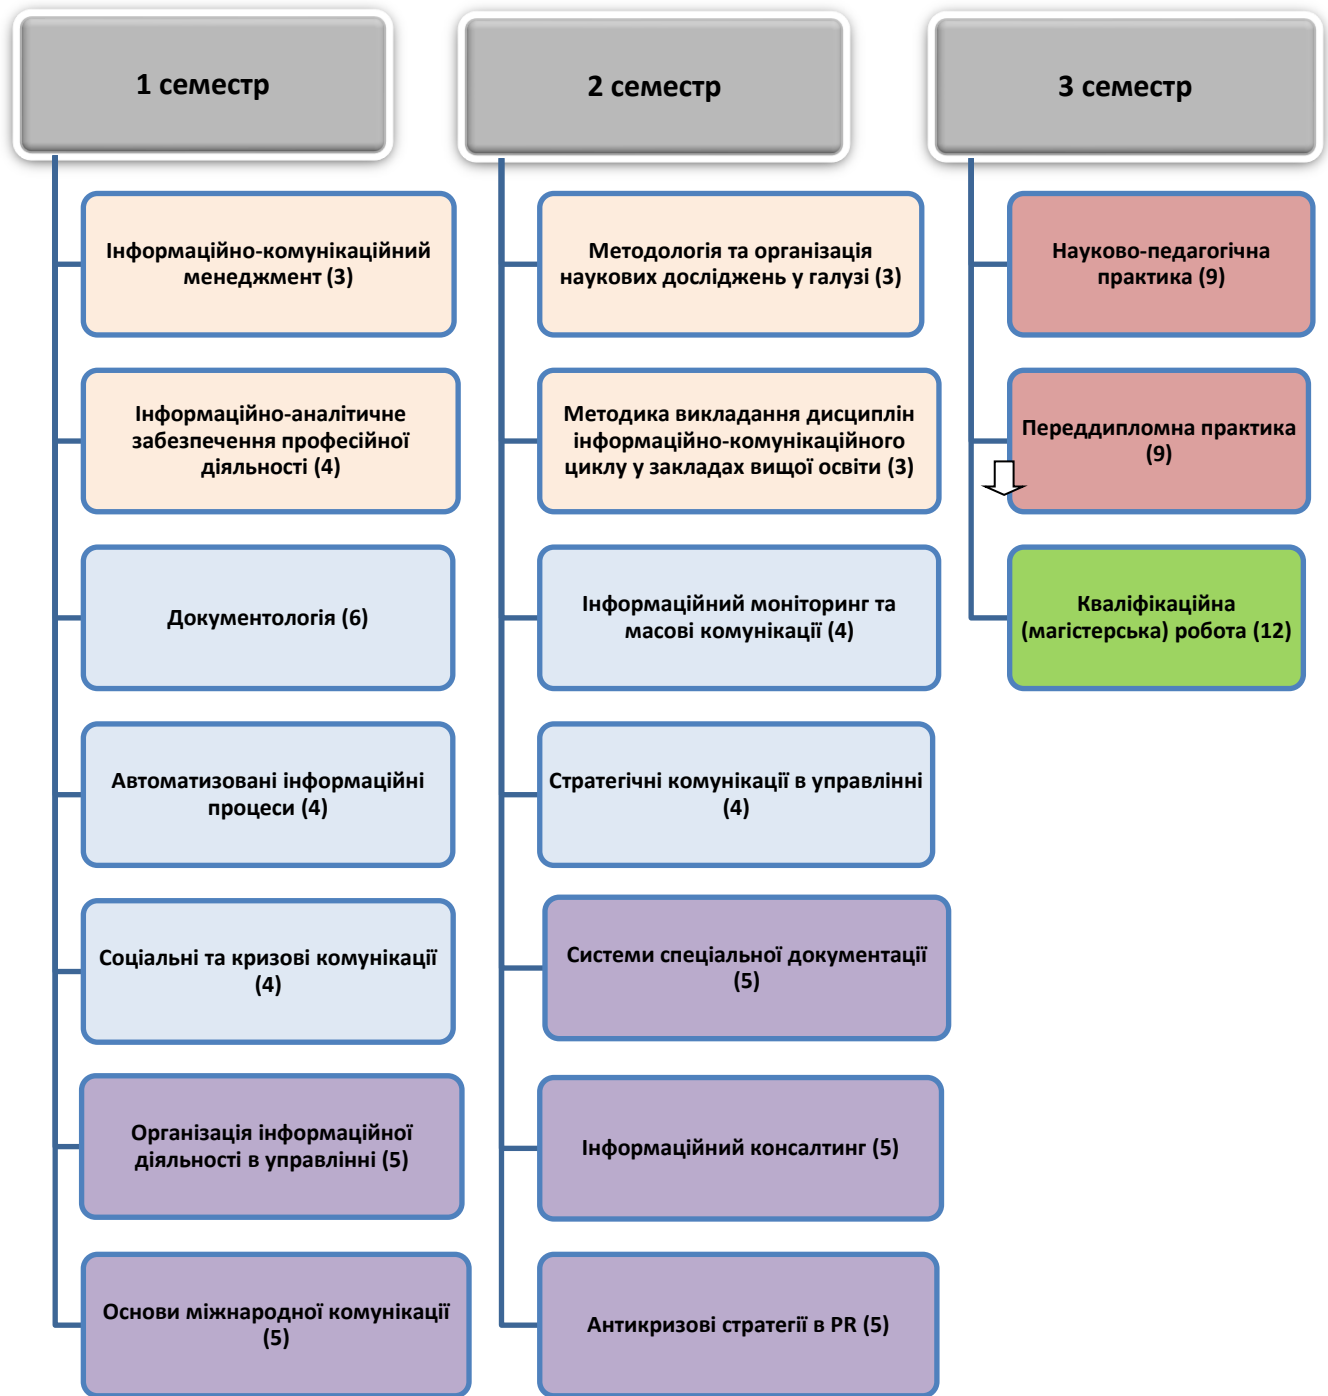 1 семестр
Інформаційно-комунікаційний
менеджмент (3)
Інформаційно-аналітичне
забезпечення професійної
діяльності (4)
Документологія (6)
Автоматизовані інформаційні
процеси (4)
Соціальні та кризові комунікації
(4)
Організація інформаційної
діяльності в управлінні (5)
Основи міжнародної комунікації
(5)
2 семестр
Методологія та організація
наукових досліджень у галузі (3)
Методика викладання дисциплін
інформаційно-комунікаційного
циклу у закладах вищої освіти (3)
Інформаційний моніторинг та
масові комунікації (4)
Стратегічні комунікації в управлінні
(4)
Системи спеціальної документації
(5)
Інформаційний консалтинг (5)
Антикризові стратегії в PR (5)
3 семестр
Науково-педагогічна
практика (9)
Переддипломна практика
(9)
Кваліфікаційна
(магістерська) робота (12)